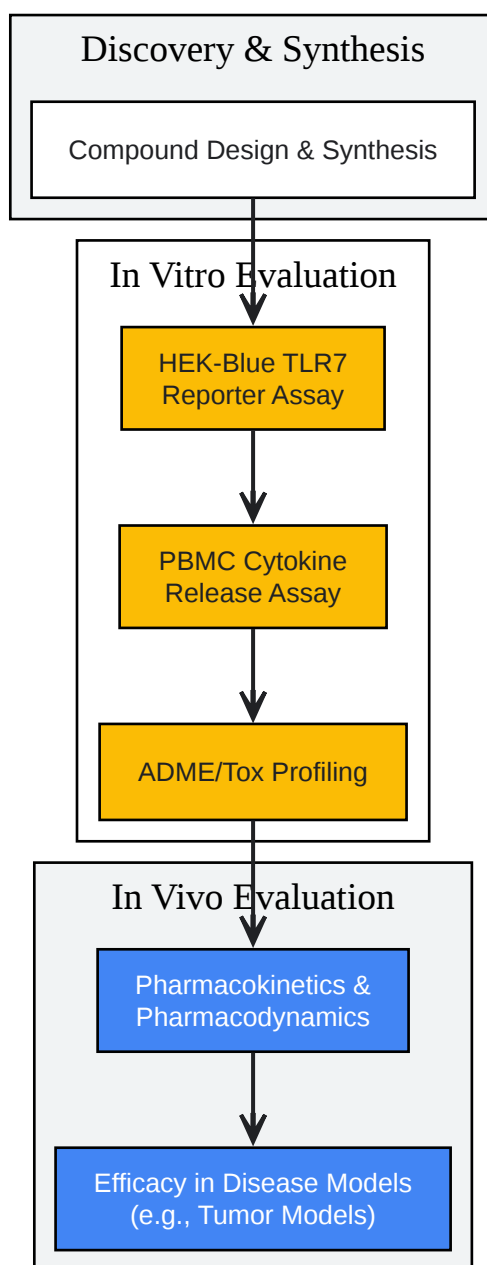 Discovery & Synthesis
Compound Design & Synthesis
In Vitro Evaluation
HEK-Blue TLR7
Reporter Assay
PBMC Cytokine
Release Assay
ADME/Tox Profiling
In Vivo Evaluation
Pharmacokinetics &
Pharmacodynamics
Efficacy in Disease Models
(e.g., Tumor Models)